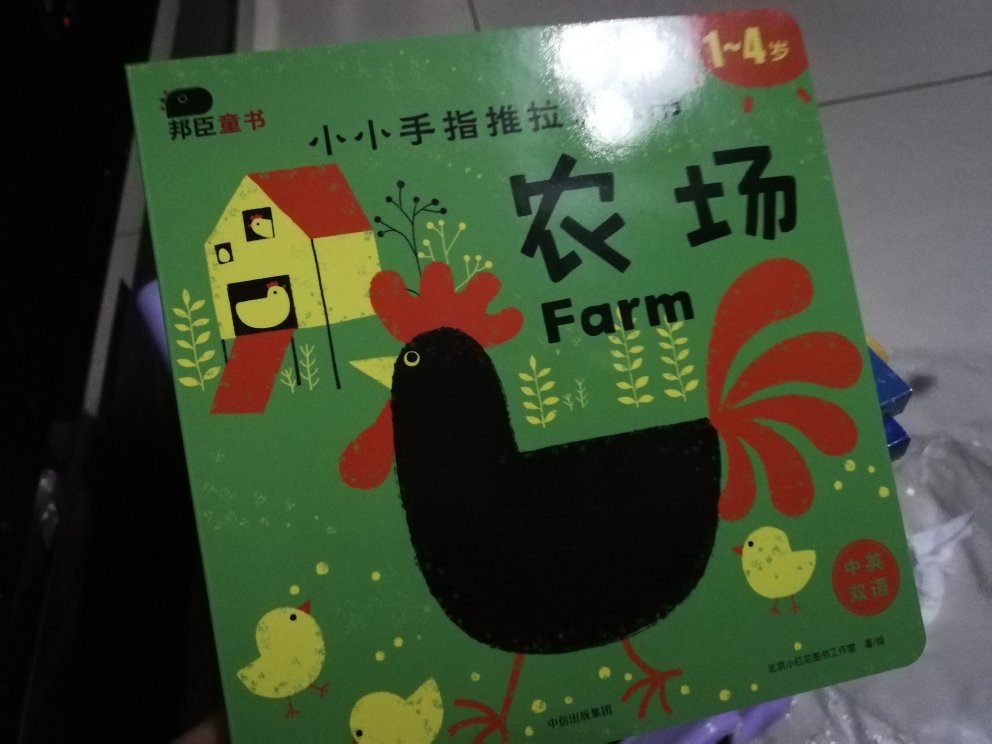 1~4岁
邦臣童书
小小手指推拉
农场
Farm
中英
双语
北京小红花图书工作室 著/绘
中信出版集团